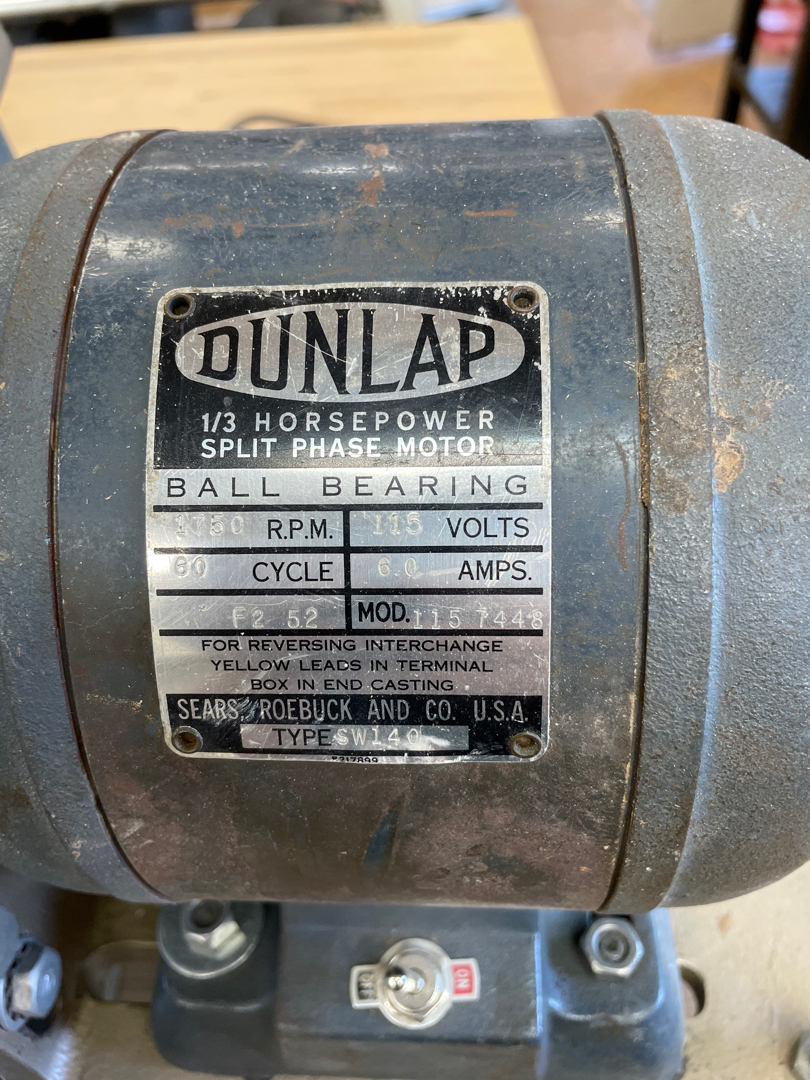 DUNLAP
1/3 HORSEPOWER
SPLIT PHASE MOTOR
BALL BEARING
1750 R.P.M. 115 VOLTS
60 CYCLE 6.0 AMPS.
F2 52 MOD. 115 7448
FOR REVERSING INTERCHANGE
YELLOW LEADS IN TERMINAL
BOX IN END CASTING
SEARS, ROEBUCK AND CO. U.S.A.
TYPE SW140
*217899
OFF ON